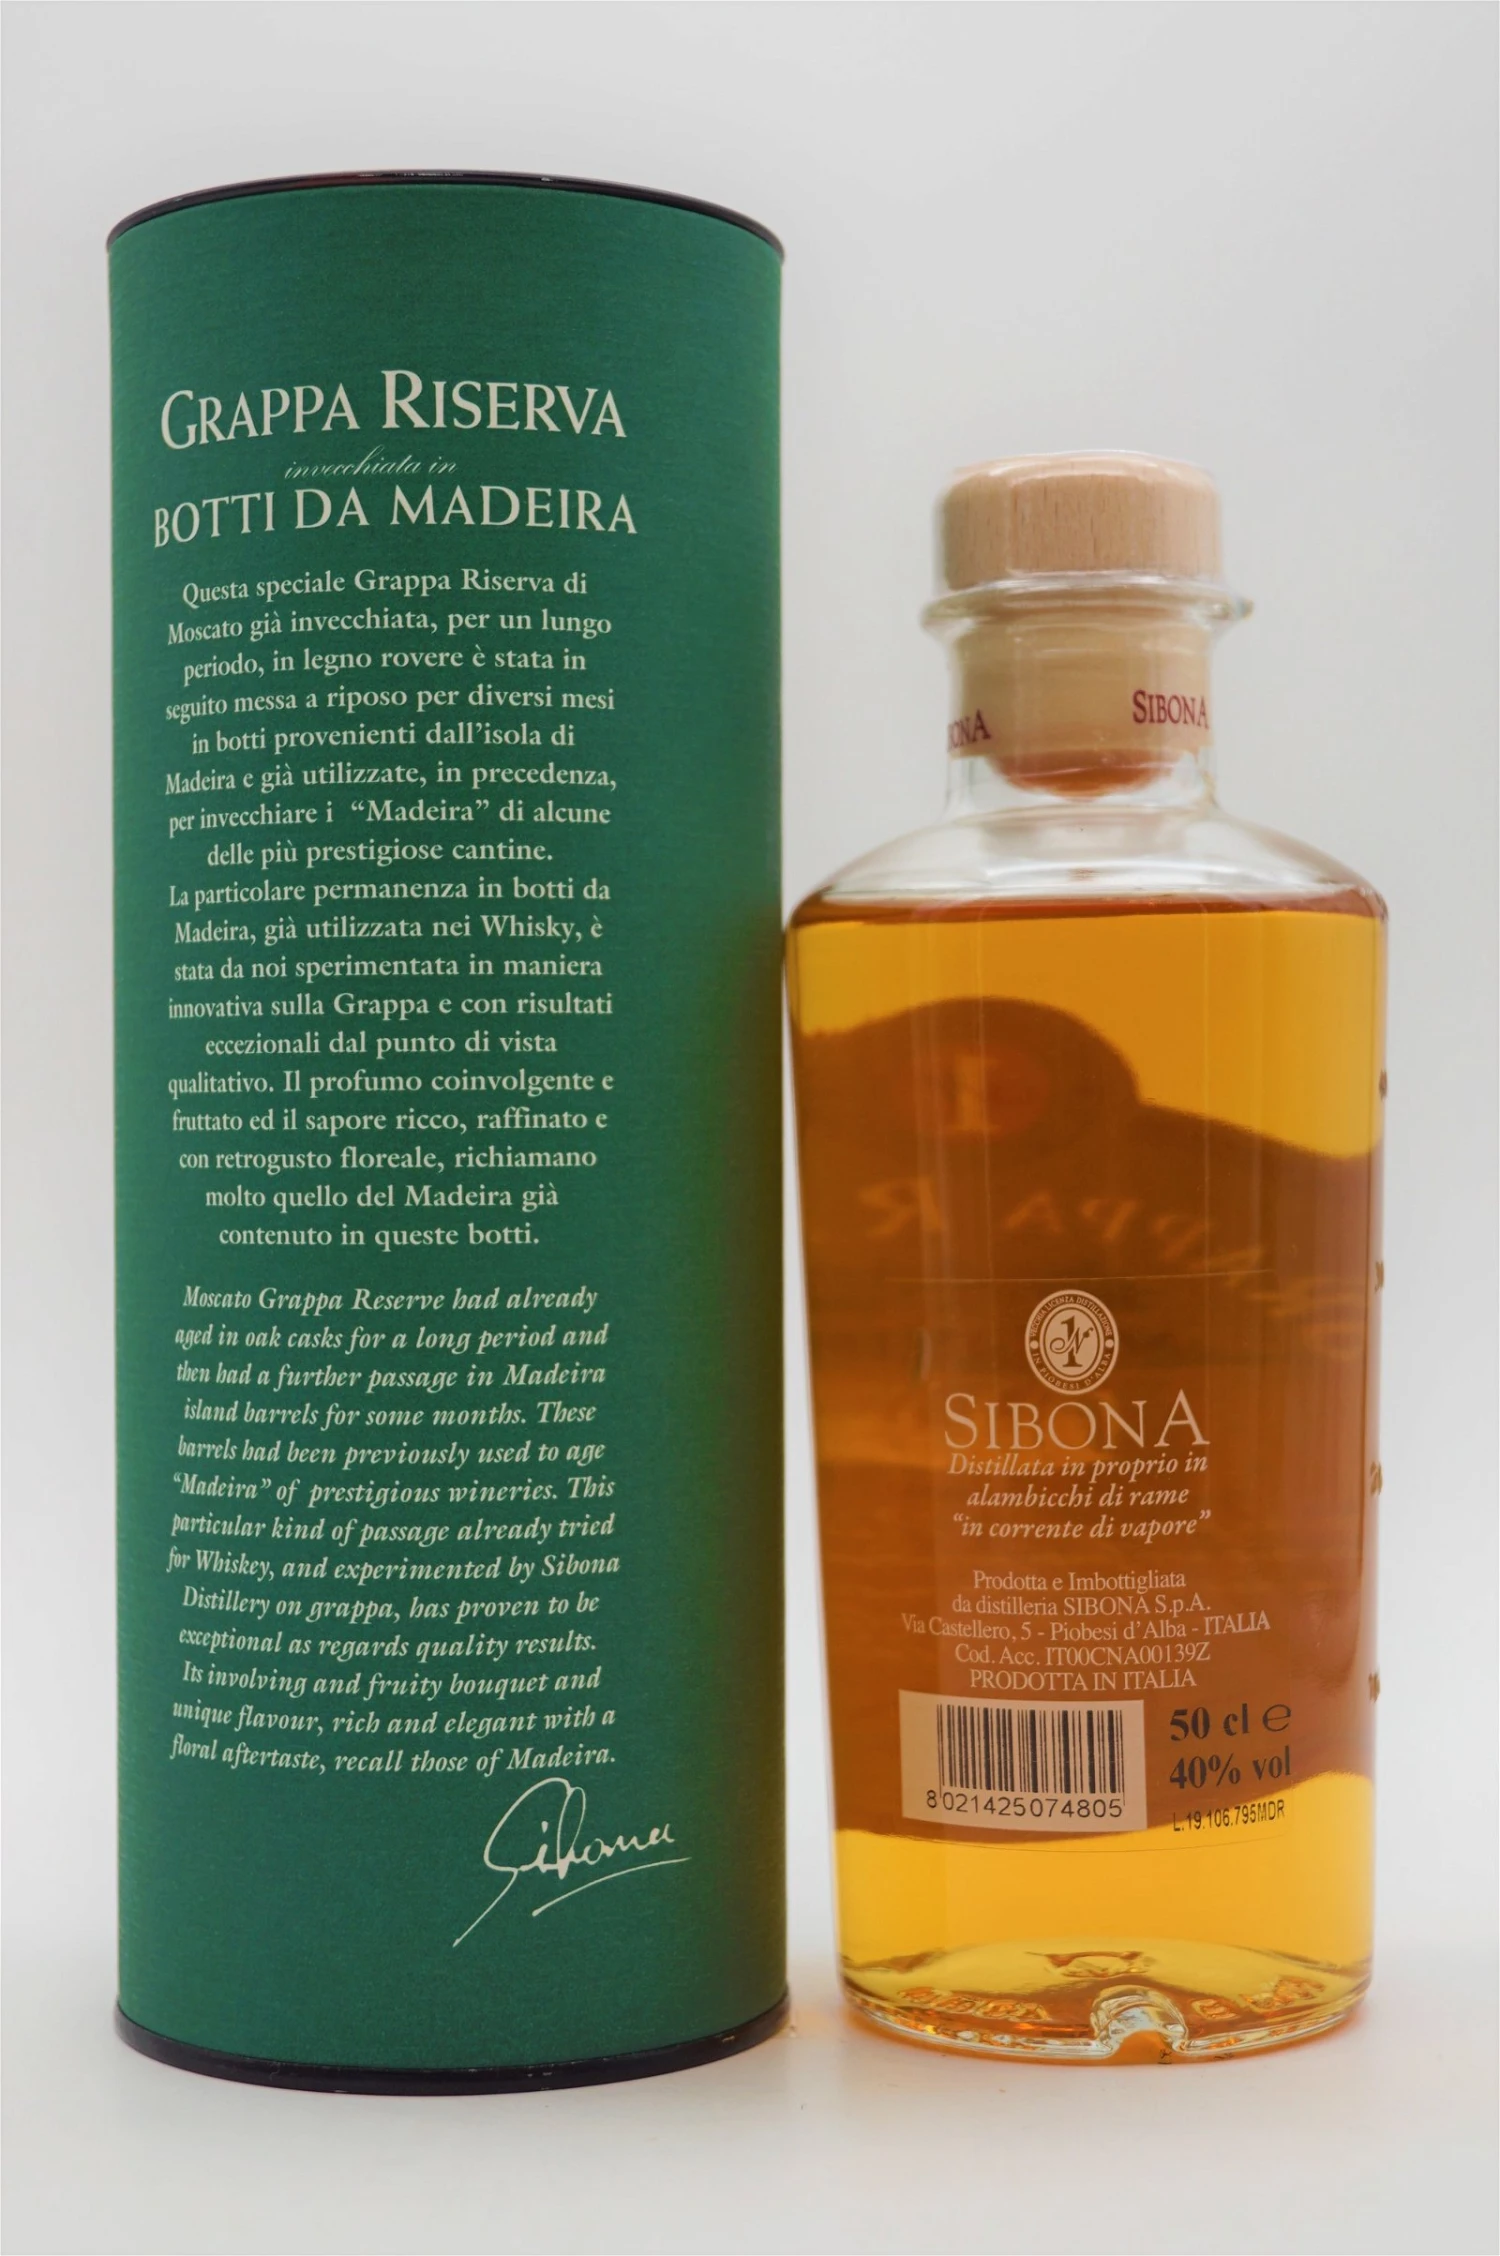 GRAPPA RISERVA
invecchiata in
BOTTI DA MADEIRA
Questa speciale Grappa Riserva di
Moscato già invecchiata, per un lungo
periodo, in legno rovere è stata in
seguito messa a riposo per diversi mesi
in botti provenienti dall'isola di
Madeira e già utilizzate, in precedenza,
per invecchiare i "Madeira" di alcune
delle più prestigiose cantine.
La particolare permanenza in botti da
Madeira, già utilizzata nei Whisky, è
stata da noi sperimentata in maniera
innovativa sulla Grappa e con risultati
eccezionali dal punto di vista
qualitativo. Il profumo coinvolgente e
fruttato ed il sapore ricco, raffinato e
con retrogusto floreale, richiamano
molto quello del Madeira già
contenuto in queste botti.
Moscato Grappa Reserve had already
aged in oak casks for a long period and
then had a further passage in Madeira
island barrels for some months. These
barrels had been previously used to age
"Madeira" of prestigious wineries. This
particular kind of passage already tried
for Whiskey, and experimented by Sibona
Distillery on grappa, has proven to be
exceptional as regards quality results.
Its involving and fruity bouquet and
unique flavour, rich and elegant with a
floral aftertaste, recall those of Madeira.
Sibona
SIBONA
VECCHIA LICENZA DISTILLAZIONE
1
N
IN PIOBESI D'ALBA
SIBONA
Distillata in proprio in
alambicchi di rame
"in corrente di vapore"
Prodotta e Imbottigliata
da distilleria SIBONA S.p.A.
Via Castellero, 5 - Piobesi d'Alba - ITALIA
Cod. Acc. IT00CNA00139Z
PRODOTTA IN ITALIA
50 cl ℮
40% vol
8 021425 074805
L.19.106.795MDR